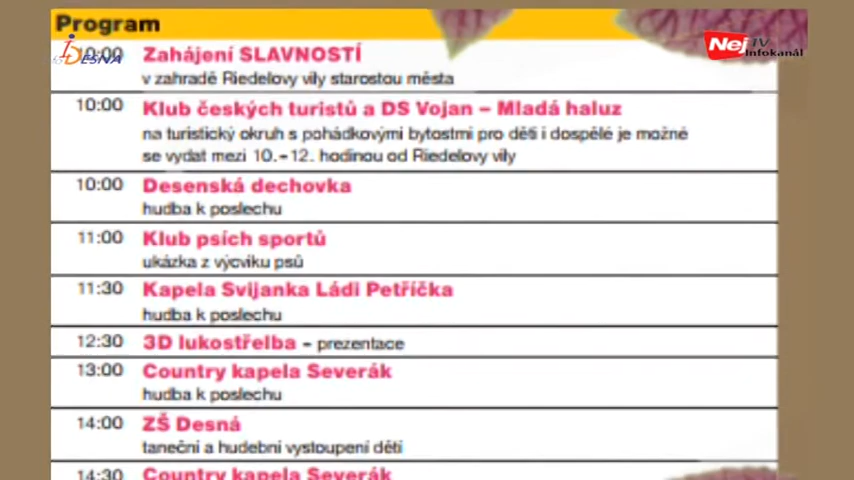 Program
Nej TV
Infokanál
10:00 Zahájení SLAVNOSTÍ
DESNÁ
v zahradě Riedelovy vily starostou města
10:00 Klub českých turistů a DS Vojan – Mladá haluz
na turistický okruh s pohádkovými bytostmi pro děti i dospělé je možné
se vydat mezi 10.–12. hodinou od Riedelovy vily
10:00 Desenská dechovka
hudba k poslechu
11:00 Klub psích sportů
ukázka z výcviku psů
11:30 Kapela Svijanka Ládi Petříčka
hudba k poslechu
12:30 3D lukostřelba – prezentace
13:00 Country kapela Severák
hudba k poslechu
14:00 ZŠ Desná
taneční a hudební vystoupení dětí
14:30 Country kapela Severák